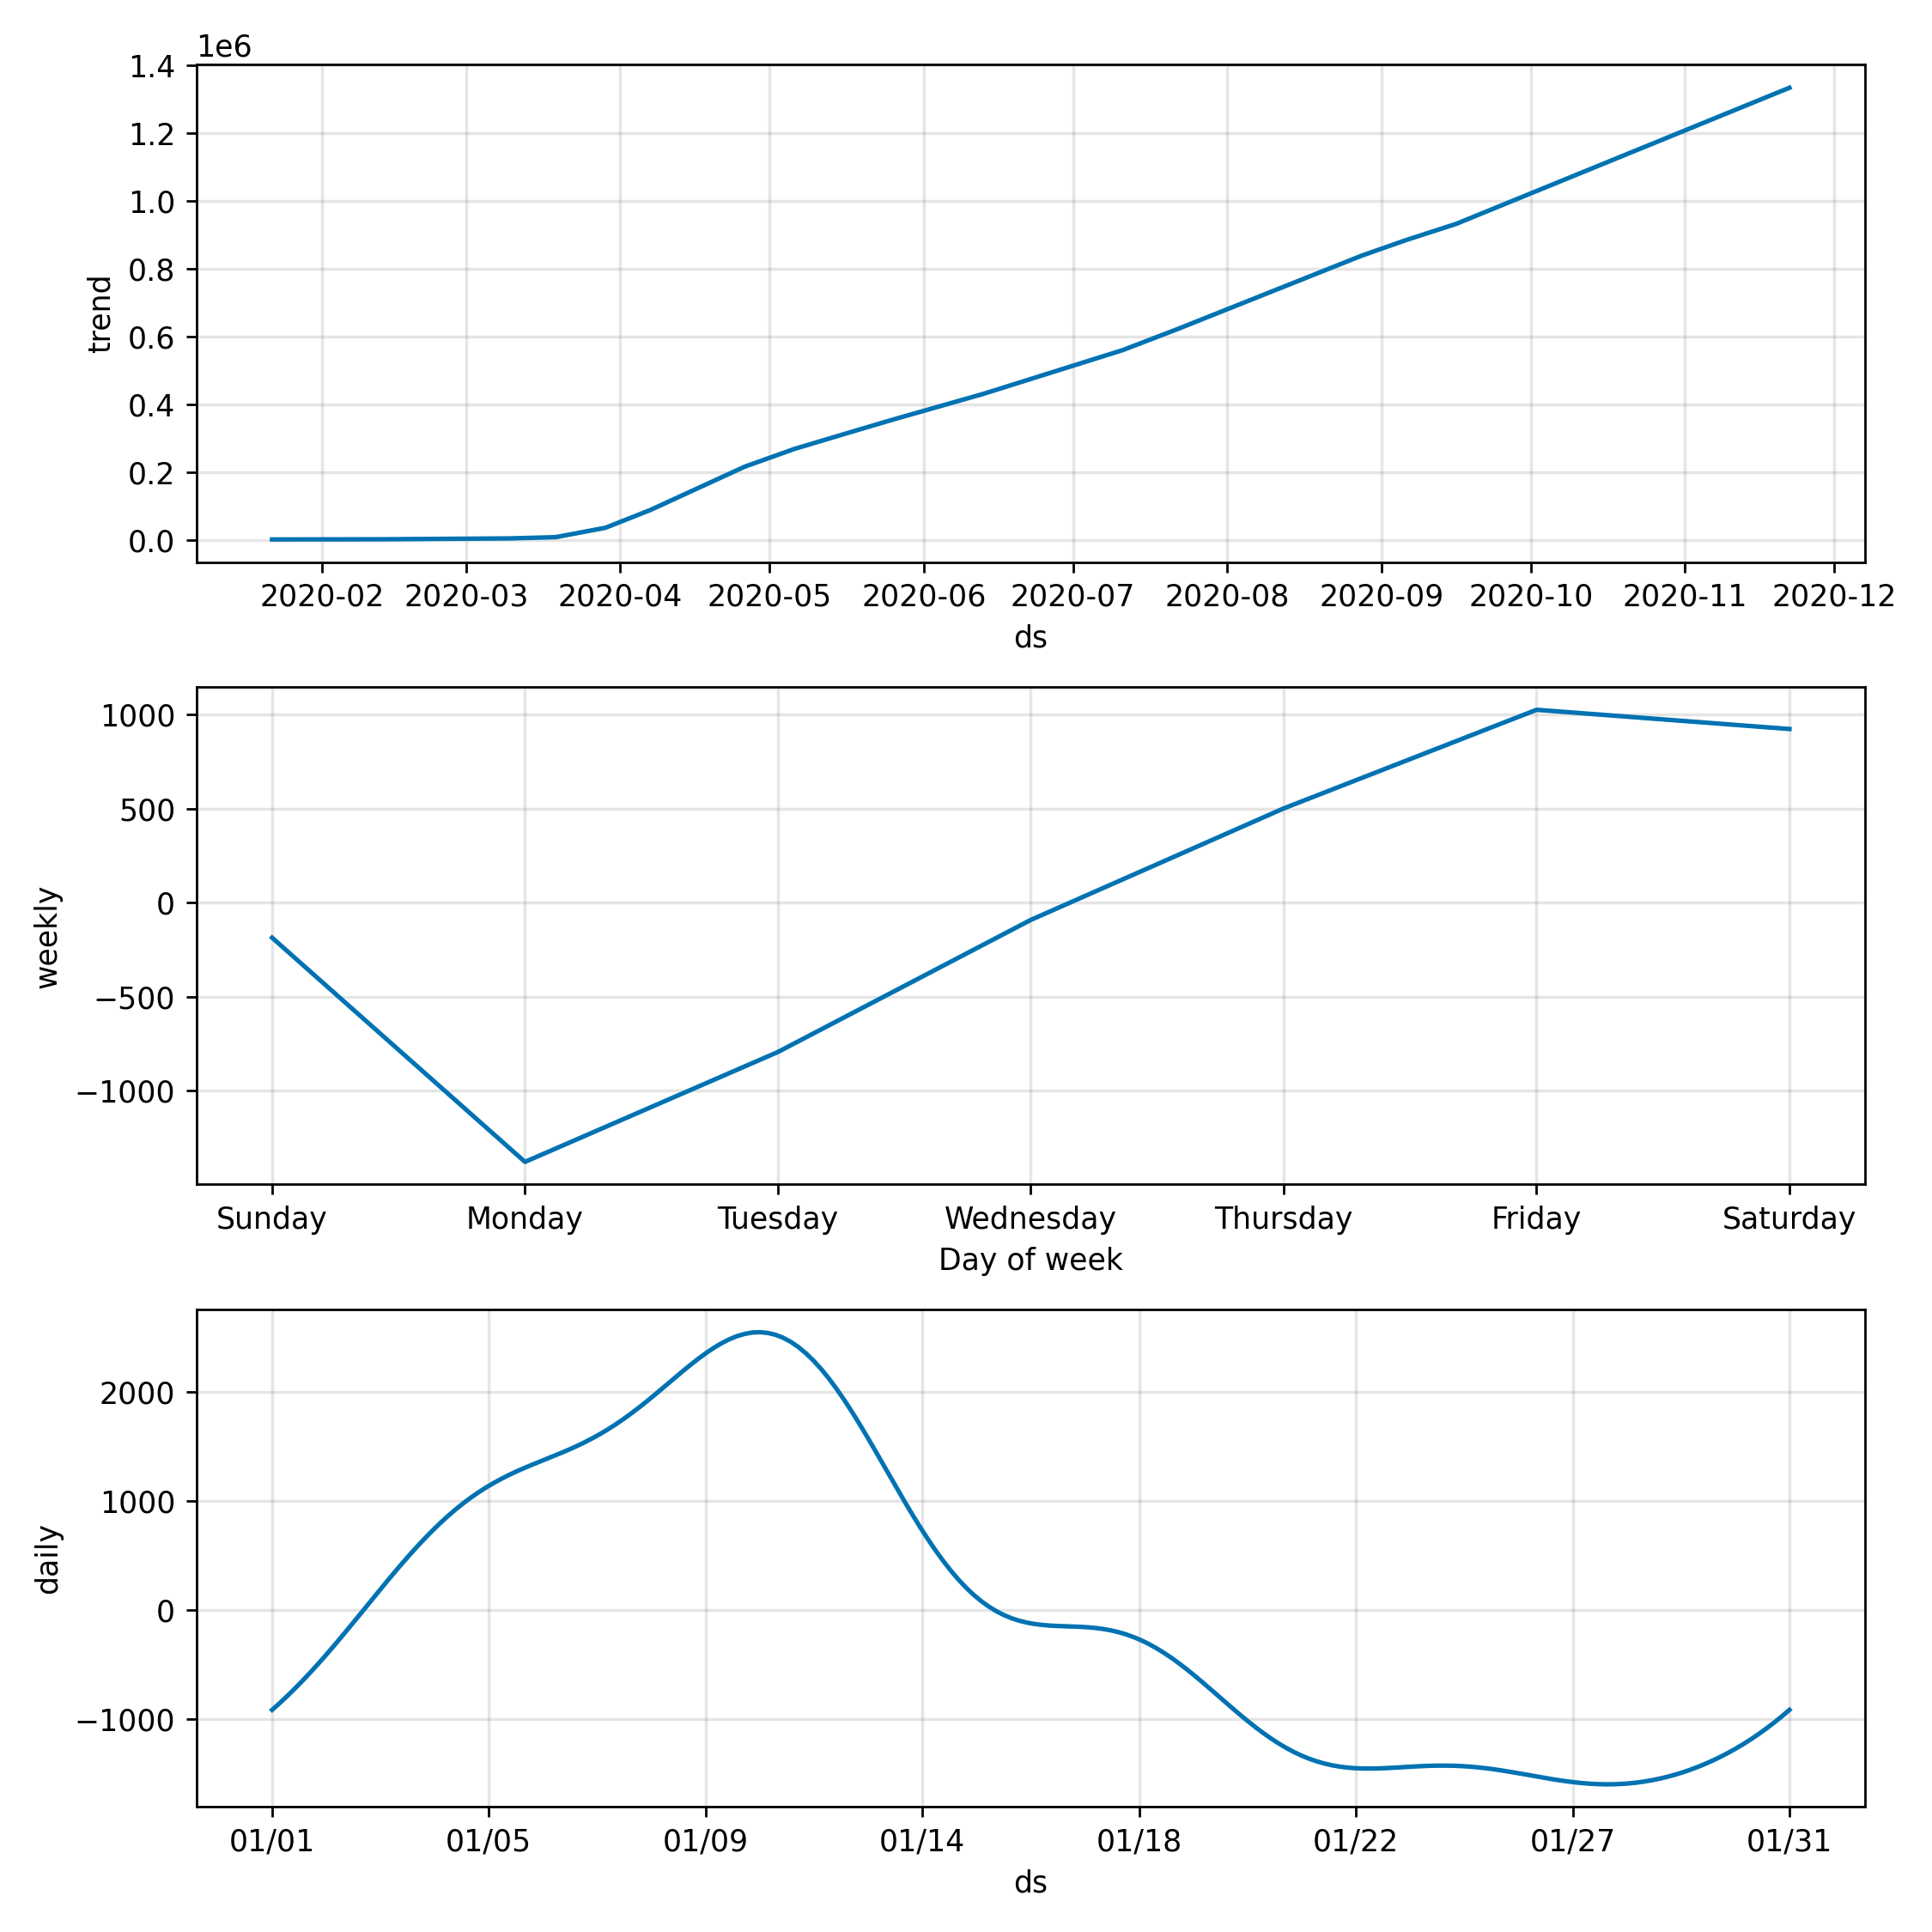 1e6
1.4
1.2
1.0
0.8
0.6
0.4
0.2
0.0
trend
2020-02 2020-03 2020-04 2020-05 2020-06 2020-07 2020-08 2020-09 2020-10 2020-11 2020-12
ds
1000
500
0
−500
−1000
weekly
Sunday Monday Tuesday Wednesday Thursday Friday Saturday
Day of week
2000
1000
0
−1000
daily
01/01 01/05 01/09 01/14 01/18 01/22 01/27 01/31
ds